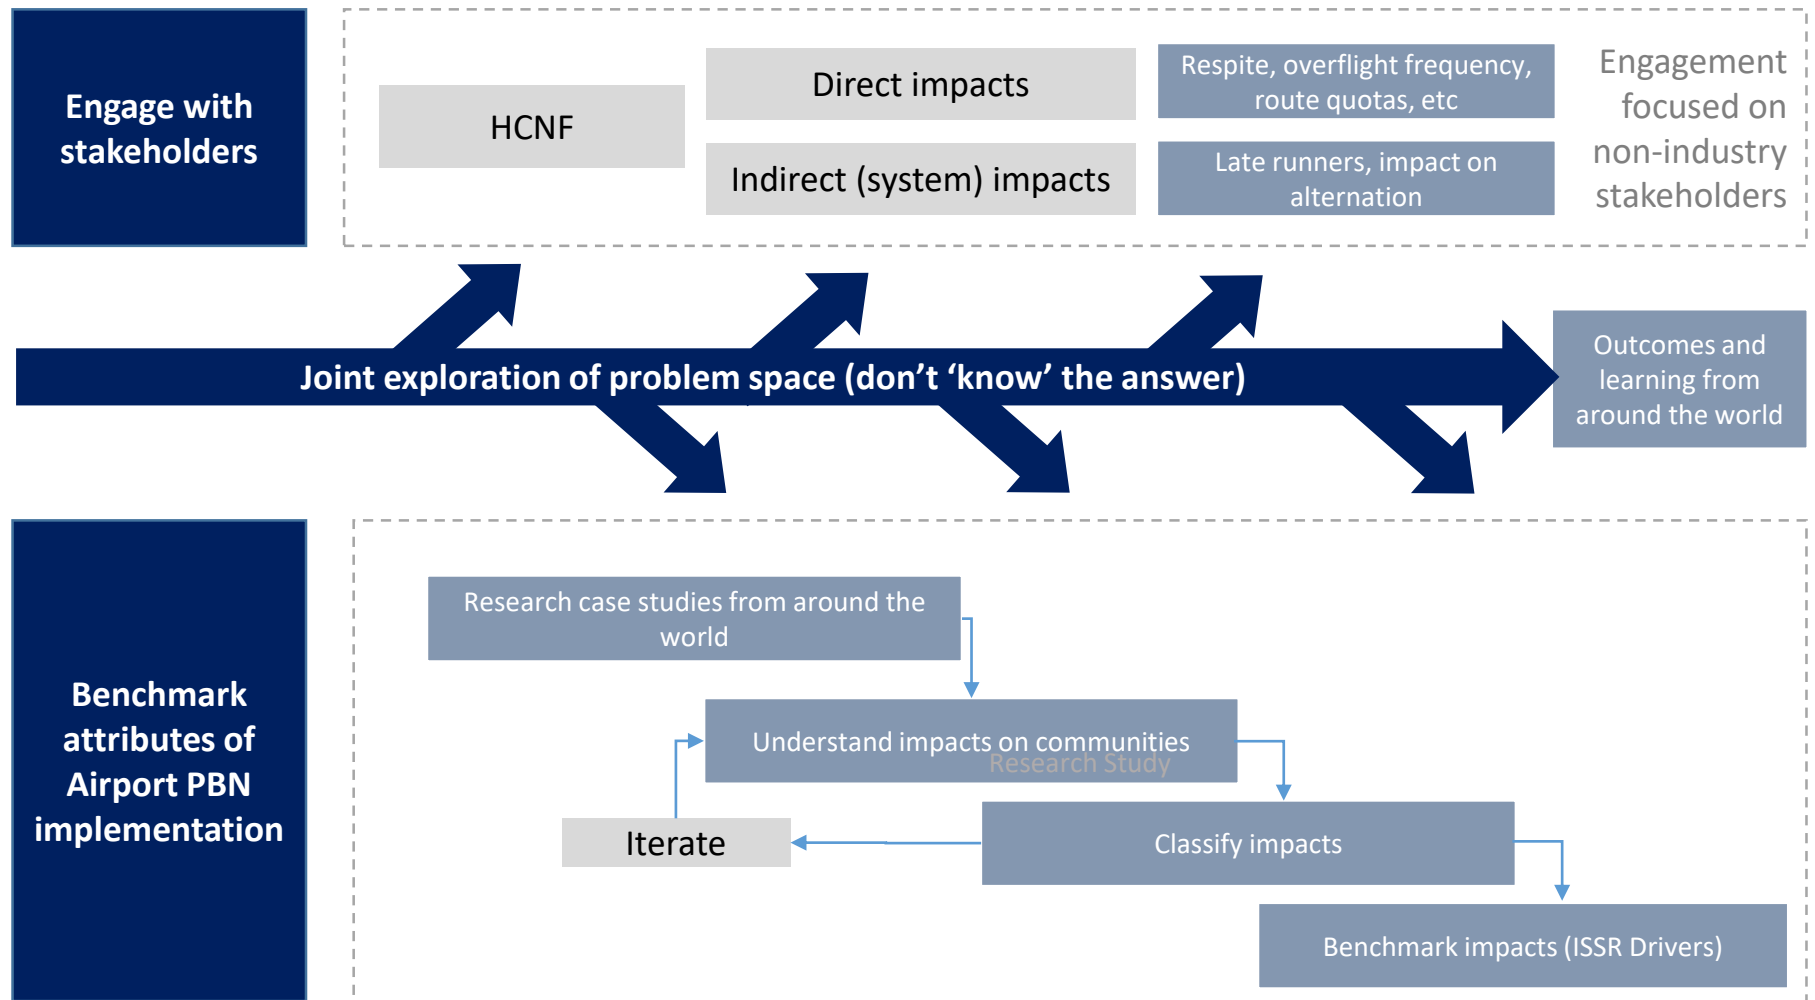 Engage with
stakeholders
HCNF
Direct impacts
Indirect (system) impacts
Respite, overflight frequency,
route quotas, etc
Late runners, impact on
alternation
Engagement
focused on
non-industry
stakeholders
Joint exploration of problem space (don’t ‘know’ the answer)
Outcomes and
learning from
around the world
Benchmark
attributes of
Airport PBN
implementation
Research case studies from around the
world
Understand impacts on communities
Research Study
Iterate
Classify impacts
Benchmark impacts (ISSR Drivers)